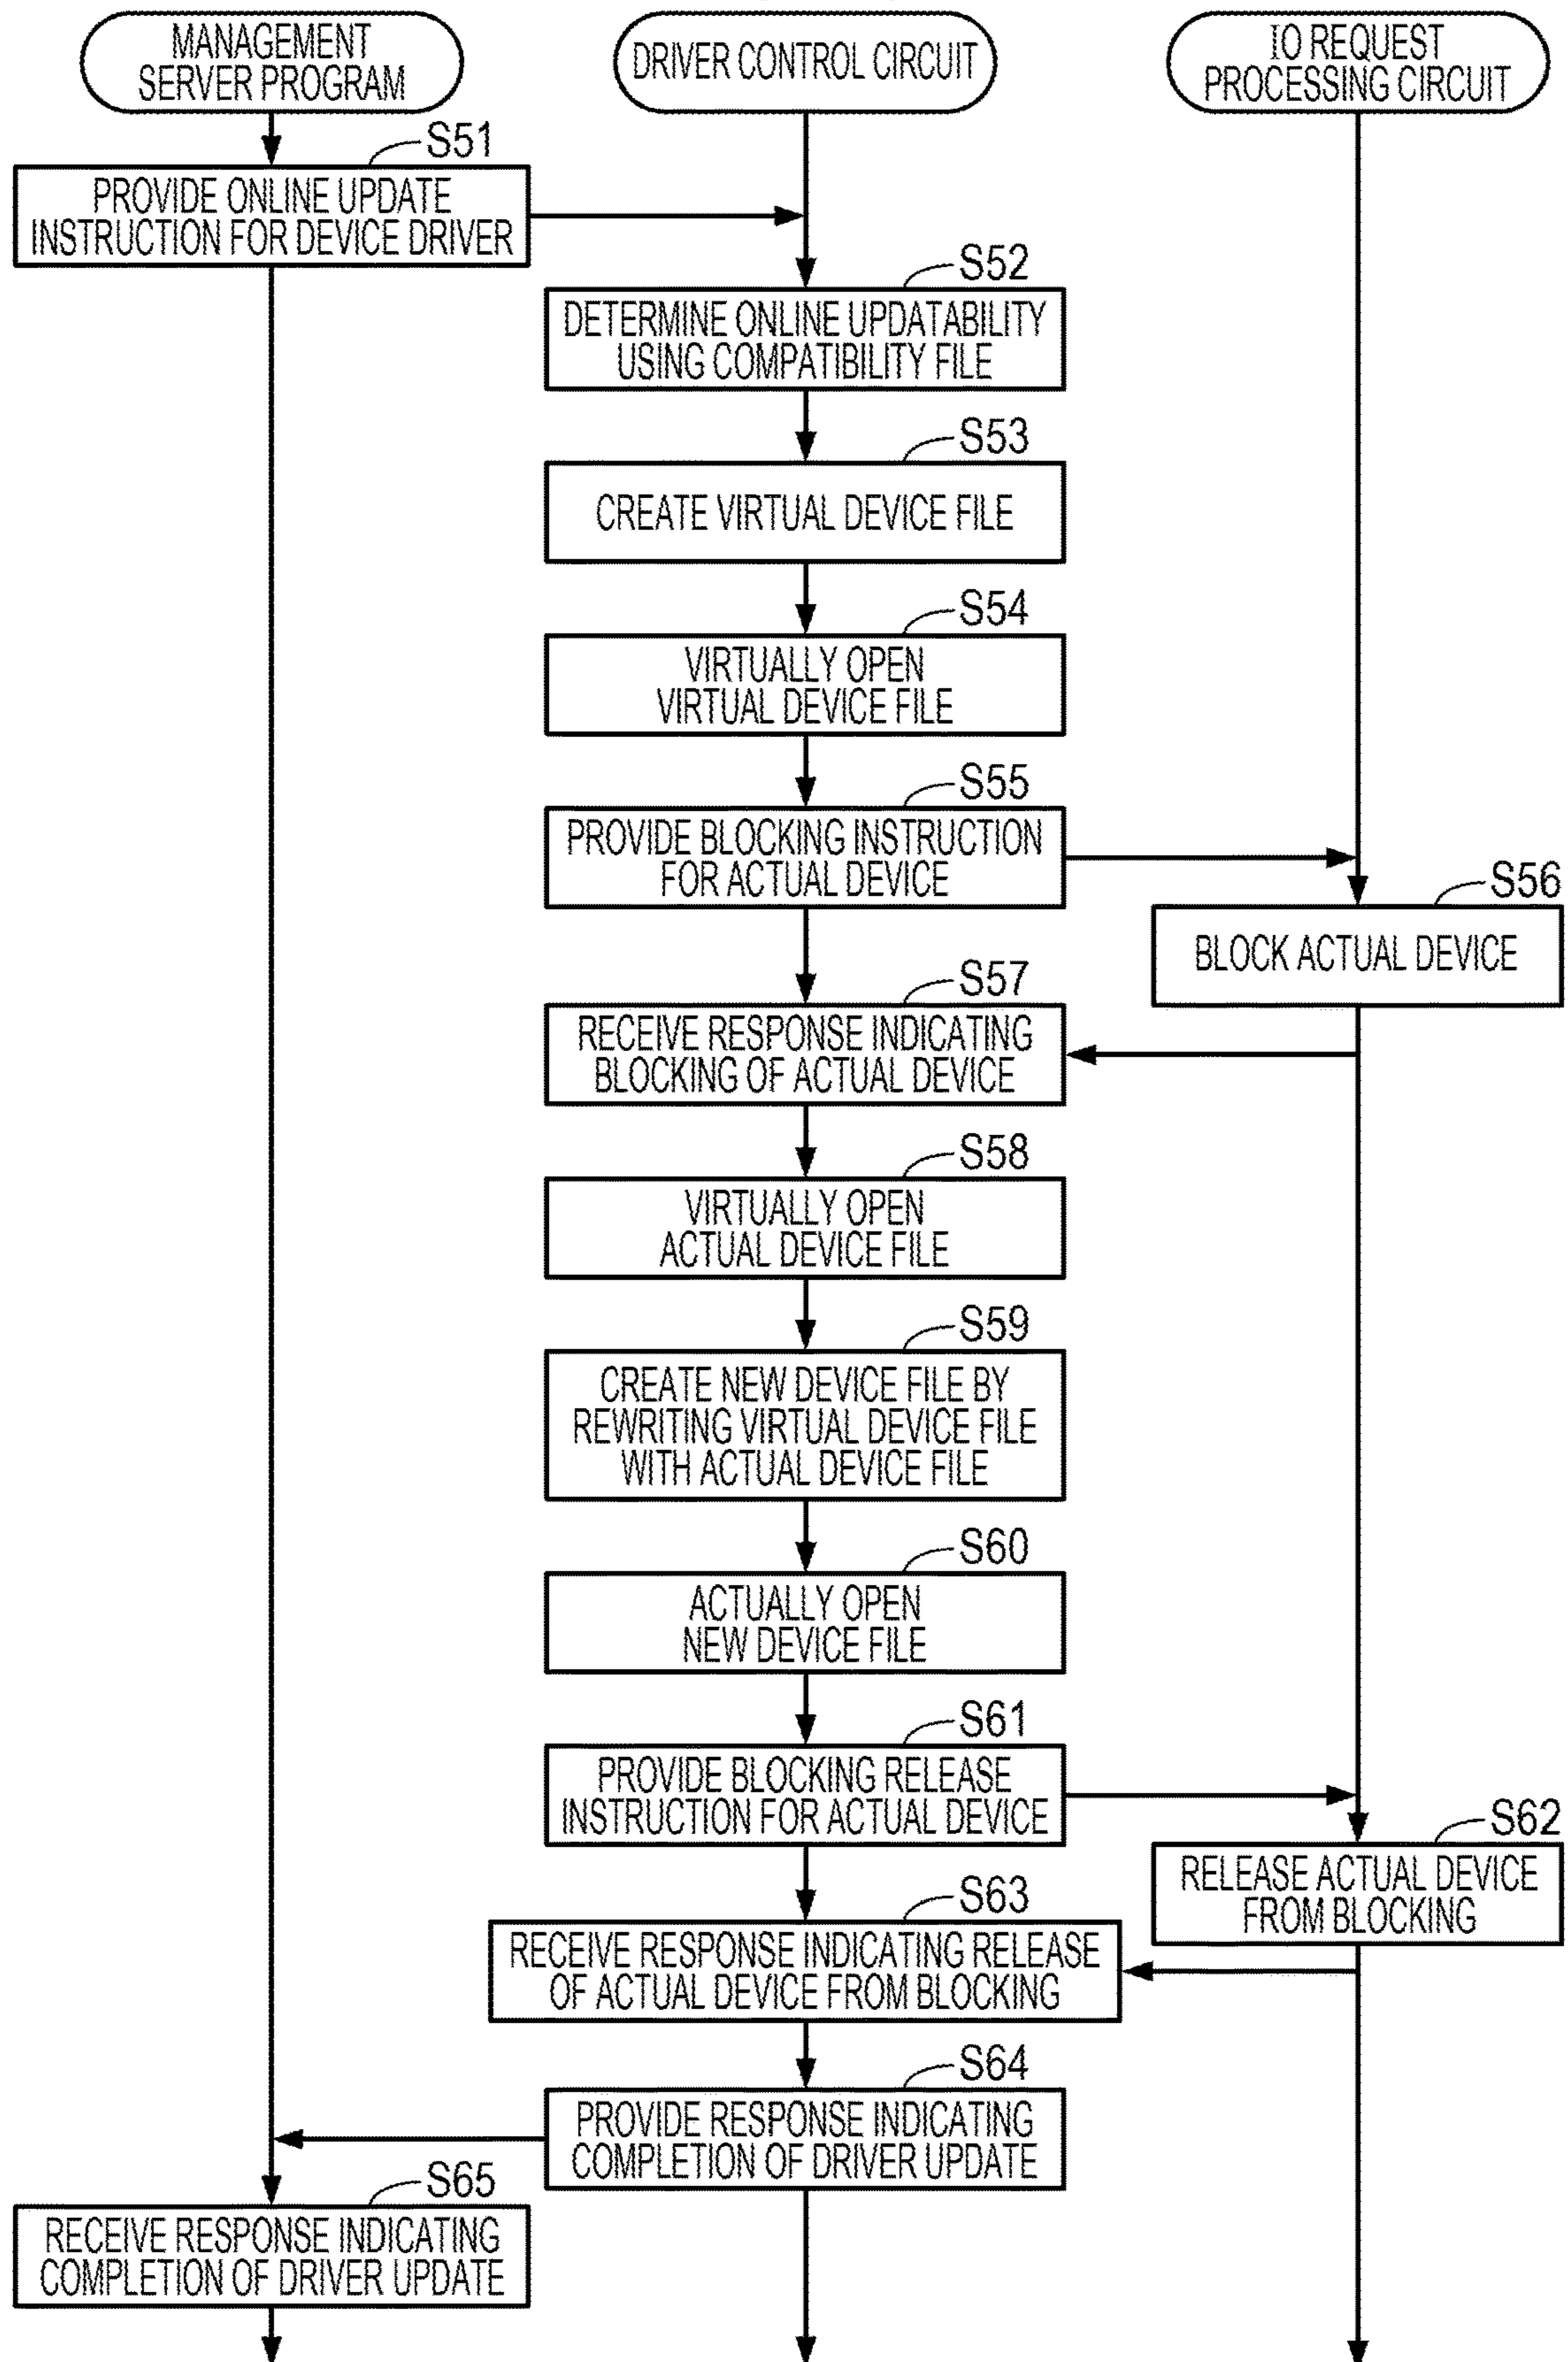 MANAGEMENT
SERVER PROGRAM
DRIVER CONTROL CIRCUIT
IO REQUEST
PROCESSING CIRCUIT
S51
PROVIDE ONLINE UPDATE
INSTRUCTION FOR DEVICE DRIVER
S52
DETERMINE ONLINE UPDATABILITY
USING COMPATIBILITY FILE
S53
CREATE VIRTUAL DEVICE FILE
S54
VIRTUALLY OPEN
VIRTUAL DEVICE FILE
S55
PROVIDE BLOCKING INSTRUCTION
FOR ACTUAL DEVICE
S56
BLOCK ACTUAL DEVICE
S57
RECEIVE RESPONSE INDICATING
BLOCKING OF ACTUAL DEVICE
S58
VIRTUALLY OPEN
ACTUAL DEVICE FILE
S59
CREATE NEW DEVICE FILE BY
REWRITING VIRTUAL DEVICE FILE
WITH ACTUAL DEVICE FILE
S60
ACTUALLY OPEN
NEW DEVICE FILE
S61
PROVIDE BLOCKING RELEASE
INSTRUCTION FOR ACTUAL DEVICE
S62
RELEASE ACTUAL DEVICE
FROM BLOCKING
S63
RECEIVE RESPONSE INDICATING RELEASE
OF ACTUAL DEVICE FROM BLOCKING
S64
PROVIDE RESPONSE INDICATING
COMPLETION OF DRIVER UPDATE
S65
RECEIVE RESPONSE INDICATING
COMPLETION OF DRIVER UPDATE